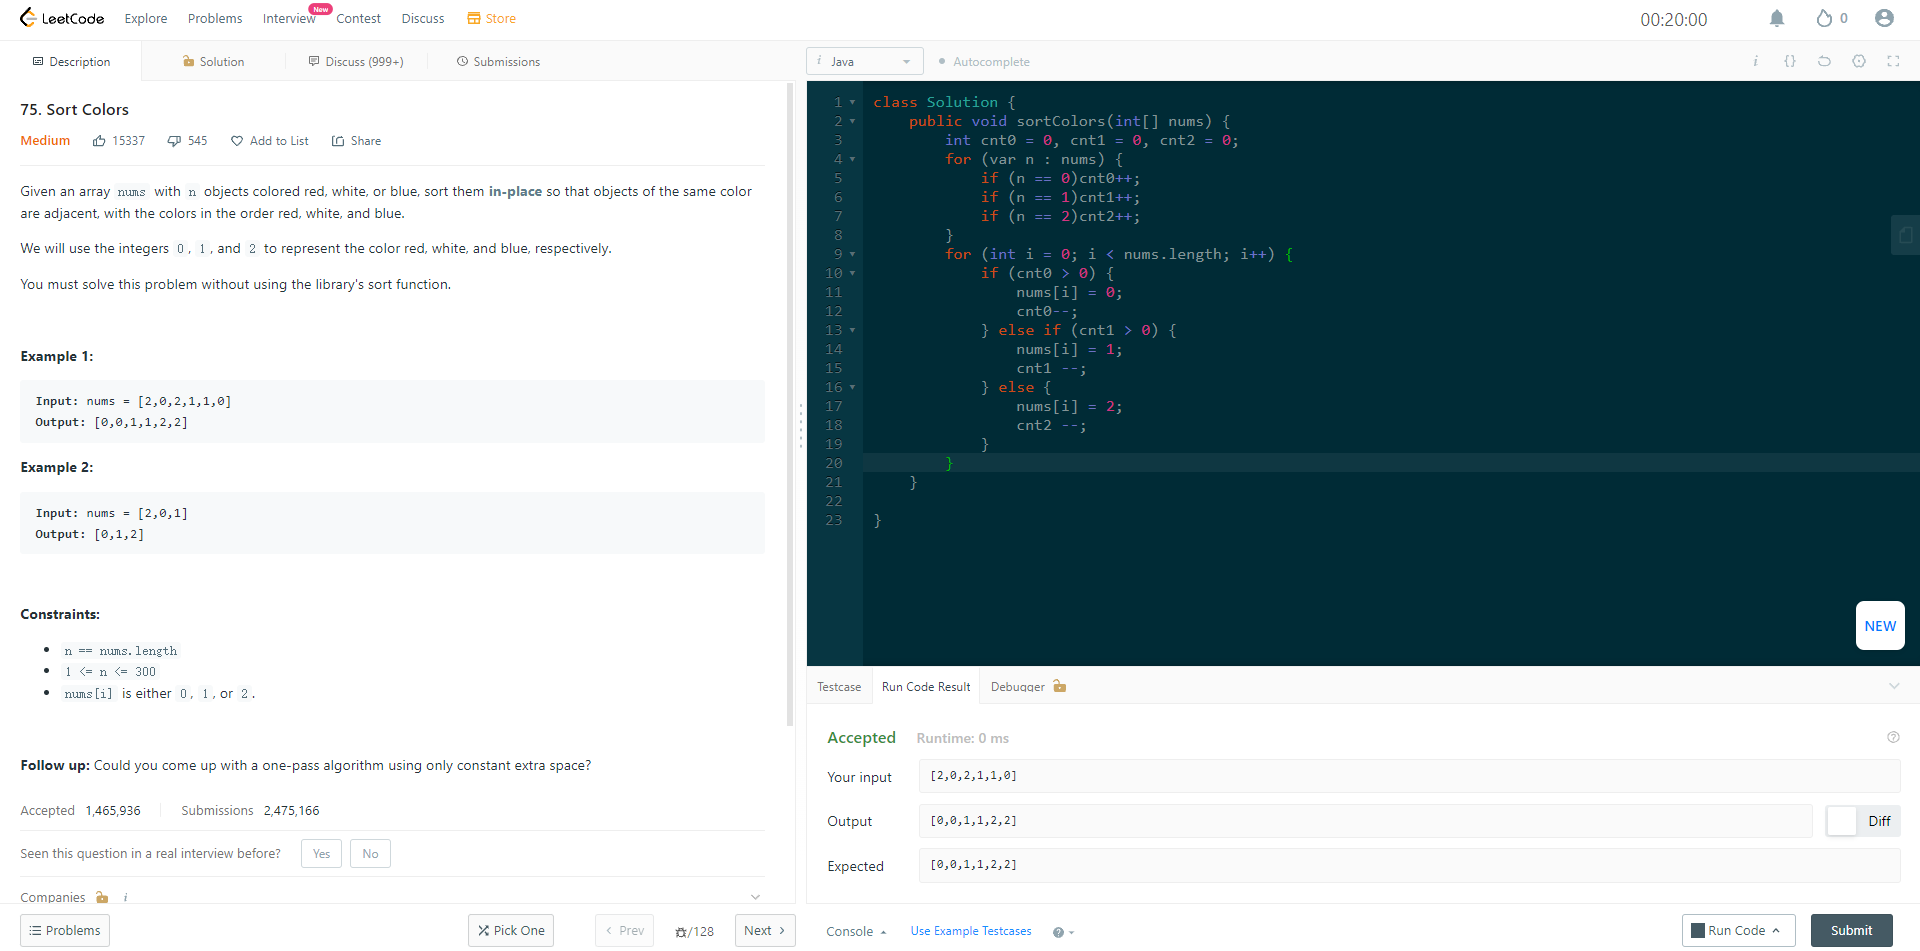 LeetCode Explore Problems Interview New Contest Discuss Store 00:20:00 0
Description Solution Discuss (999+) Submissions
i Java Autocomplete i {}
75. Sort Colors
Medium 15337 545 Add to List Share
Given an array nums with n objects colored red, white, or blue, sort them in-place so that objects of the same color
are adjacent, with the colors in the order red, white, and blue.
We will use the integers 0, 1, and 2 to represent the color red, white, and blue, respectively.
You must solve this problem without using the library's sort function.
Example 1:
Input: nums = [2,0,2,1,1,0]
Output: [0,0,1,1,2,2]
Example 2:
Input: nums = [2,0,1]
Output: [0,1,2]
Constraints:
n == nums.length
1 <= n <= 300
nums[i] is either 0, 1, or 2.
Follow up: Could you come up with a one-pass algorithm using only constant extra space?
Accepted 1,465,936 Submissions 2,475,166
Seen this question in a real interview before? Yes No
Companies i
1 class Solution {
2 public void sortColors(int[] nums) {
3 int cnt0 = 0, cnt1 = 0, cnt2 = 0;
4 for (var n : nums) {
5 if (n == 0)cnt0++;
6 if (n == 1)cnt1++;
7 if (n == 2)cnt2++;
8 }
9 for (int i = 0; i < nums.length; i++) {
10 if (cnt0 > 0) {
11 nums[i] = 0;
12 cnt0--;
13 } else if (cnt1 > 0) {
14 nums[i] = 1;
15 cnt1 --;
16 } else {
17 nums[i] = 2;
18 cnt2 --;
19 }
20 }
21 }
22
23 }
NEW
Testcase Run Code Result Debugger
Accepted Runtime: 0 ms
Your input [2,0,2,1,1,0]
Output [0,0,1,1,2,2] Diff
Expected [0,0,1,1,2,2]
Problems Pick One Prev /128 Next Console Use Example Testcases Run Code Submit